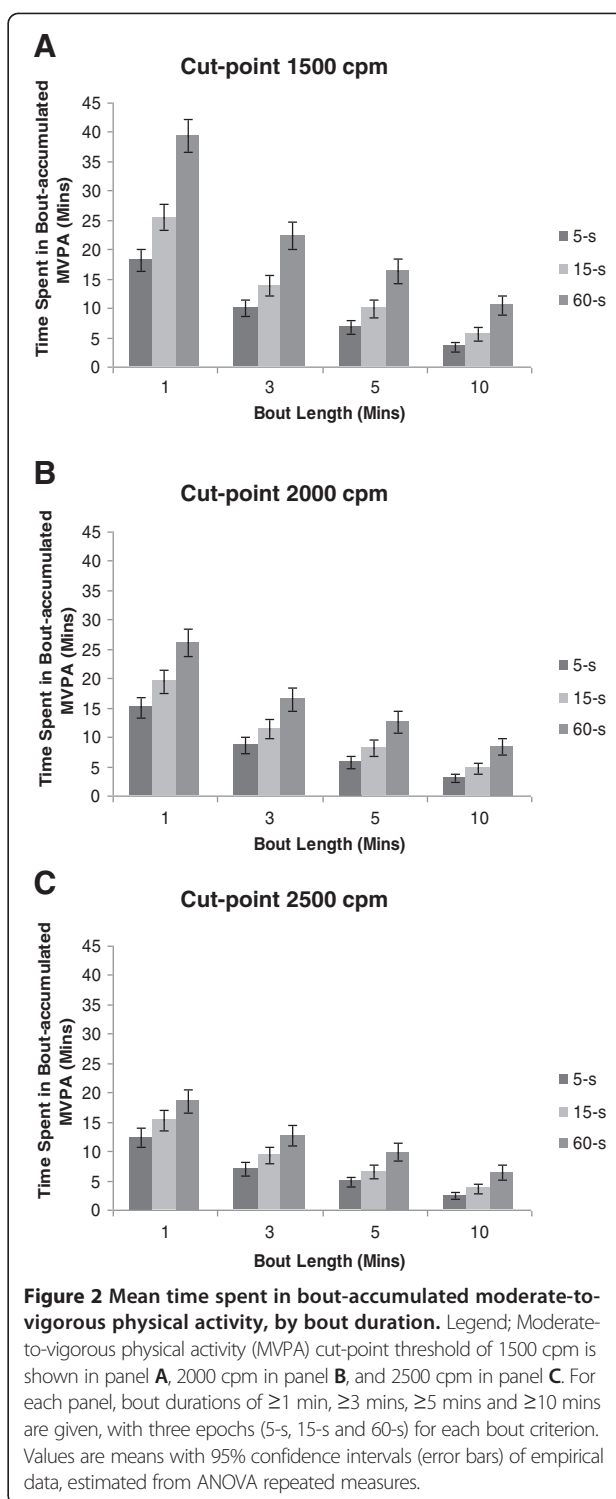 A
Cut-point 1500 cpm
Time Spent in Bout-accumulated
MVPA (Mins)
45
40
35
30
25
20
15
10
5
0
1 3 5 10
Bout Length (Mins)
5-s
15-s
60-s
B
Cut-point 2000 cpm
Time Spent in Bout-accumulated
MVPA (Mins)
45
40
35
30
25
20
15
10
5
0
1 3 5 10
Bout Length (Mins)
5-s
15-s
60-s
C
Cut-point 2500 cpm
Time Spent in Bout-accumulated
MVPA (Mins)
45
40
35
30
25
20
15
10
5
0
1 3 5 10
Bout Length (Mins)
5-s
15-s
60-s
Figure 2 Mean time spent in bout-accumulated moderate-to-
vigorous physical activity, by bout duration. Legend; Moderate-
to-vigorous physical activity (MVPA) cut-point threshold of 1500 cpm is
shown in panel A, 2000 cpm in panel B, and 2500 cpm in panel C. For
each panel, bout durations of ≥1 min, ≥3 mins, ≥5 mins and ≥10 mins
are given, with three epochs (5-s, 15-s and 60-s) for each bout criterion.
Values are means with 95% confidence intervals (error bars) of empirical
data, estimated from ANOVA repeated measures.